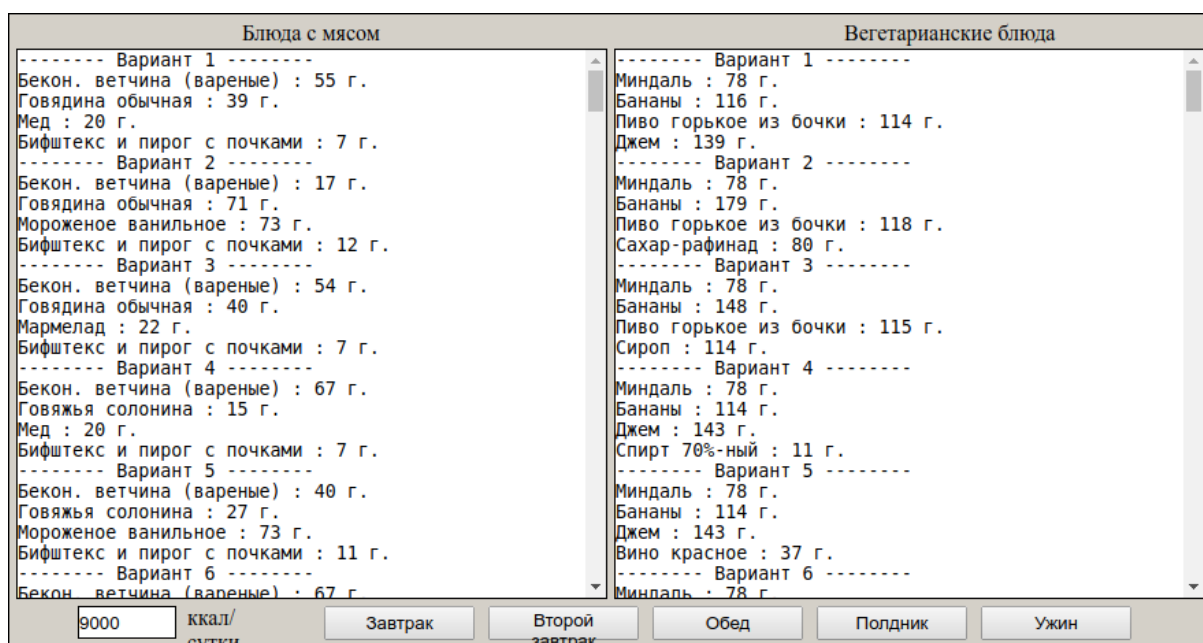 Блюда с мясом
-------- Вариант 1 --------
Бекон. ветчина (вареные) : 55 г.
Говядина обычная : 39 г.
Мед : 20 г.
Бифштекс и пирог с почками : 7 г.
-------- Вариант 2 --------
Бекон. ветчина (вареные) : 17 г.
Говядина обычная : 71 г.
Мороженое ванильное : 73 г.
Бифштекс и пирог с почками : 12 г.
-------- Вариант 3 --------
Бекон. ветчина (вареные) : 54 г.
Говядина обычная : 40 г.
Мармелад : 22 г.
Бифштекс и пирог с почками : 7 г.
-------- Вариант 4 --------
Бекон. ветчина (вареные) : 67 г.
Говяжья солонина : 15 г.
Мед : 20 г.
Бифштекс и пирог с почками : 7 г.
-------- Вариант 5 --------
Бекон. ветчина (вареные) : 40 г.
Говяжья солонина : 27 г.
Мороженое ванильное : 73 г.
Бифштекс и пирог с почками : 11 г.
-------- Вариант 6 --------
Бекон. ветчина (вареные) : 67 г.
Вегетарианские блюда
-------- Вариант 1 --------
Миндаль : 78 г.
Бананы : 116 г.
Пиво горькое из бочки : 114 г.
Джем : 139 г.
-------- Вариант 2 --------
Миндаль : 78 г.
Бананы : 179 г.
Пиво горькое из бочки : 118 г.
Сахар-рафинад : 80 г.
-------- Вариант 3 --------
Миндаль : 78 г.
Бананы : 148 г.
Пиво горькое из бочки : 115 г.
Сироп : 114 г.
-------- Вариант 4 --------
Миндаль : 78 г.
Бананы : 114 г.
Джем : 143 г.
Спирт 70%-ный : 11 г.
-------- Вариант 5 --------
Миндаль : 78 г.
Бананы : 114 г.
Джем : 143 г.
Вино красное : 37 г.
-------- Вариант 6 --------
Миндаль : 78 г.
9000
ккал/
сутки
Завтрак
Второй
завтрак
Обед
Полдник
Ужин